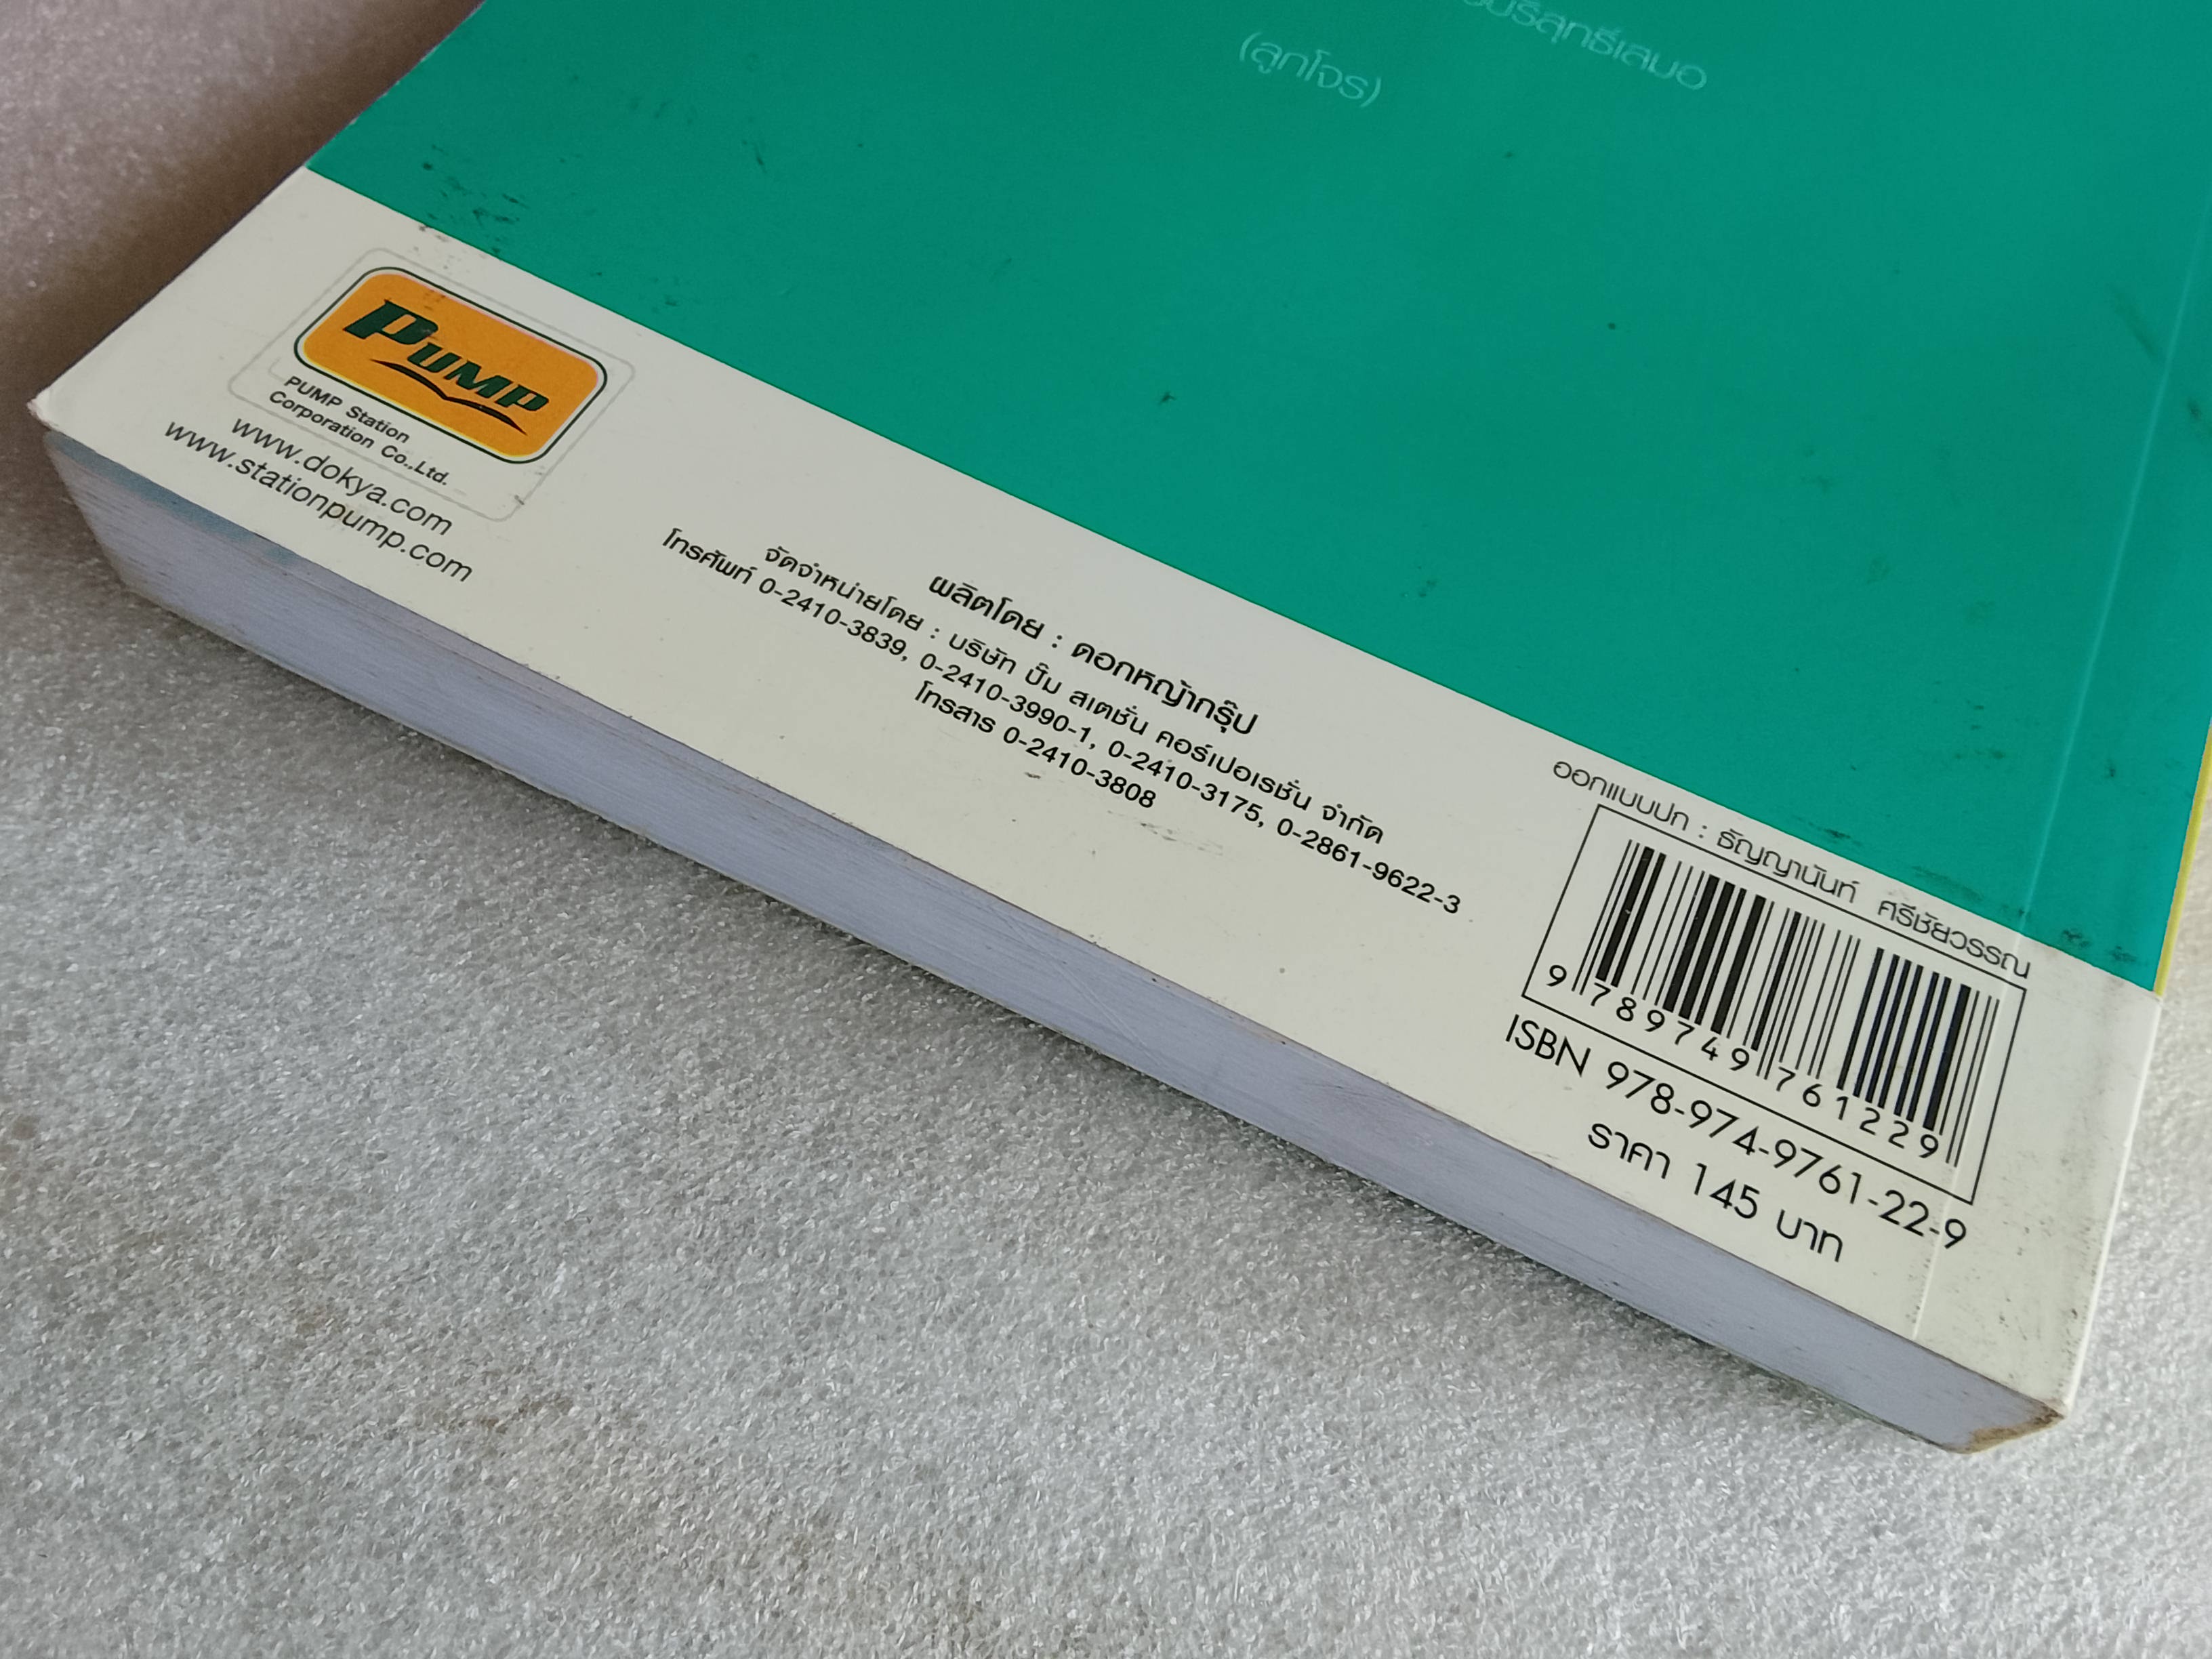 (ลูกโจร)
PUMP
PUMP Station
Corporation Co.,Ltd.
www.dokya.com
www.stationpump.com
ผลิตโดย : ดอกหญ้ากรุ๊ป
จัดจำหน่ายโดย : บริษัท ปั๊ม สเตชั่น คอร์เปอเรชั่น จำกัด
โทรศัพท์ 0-2410-3839, 0-2410-3990-1, 0-2410-3175, 0-2861-9622-3
โทรสาร 0-2410-3808
ออกแบบปก : ธัญญานันท์ ศรีชัยวรรณ
9 789749 761229
ISBN 978-974-9761-22-9
ราคา 145 บาท